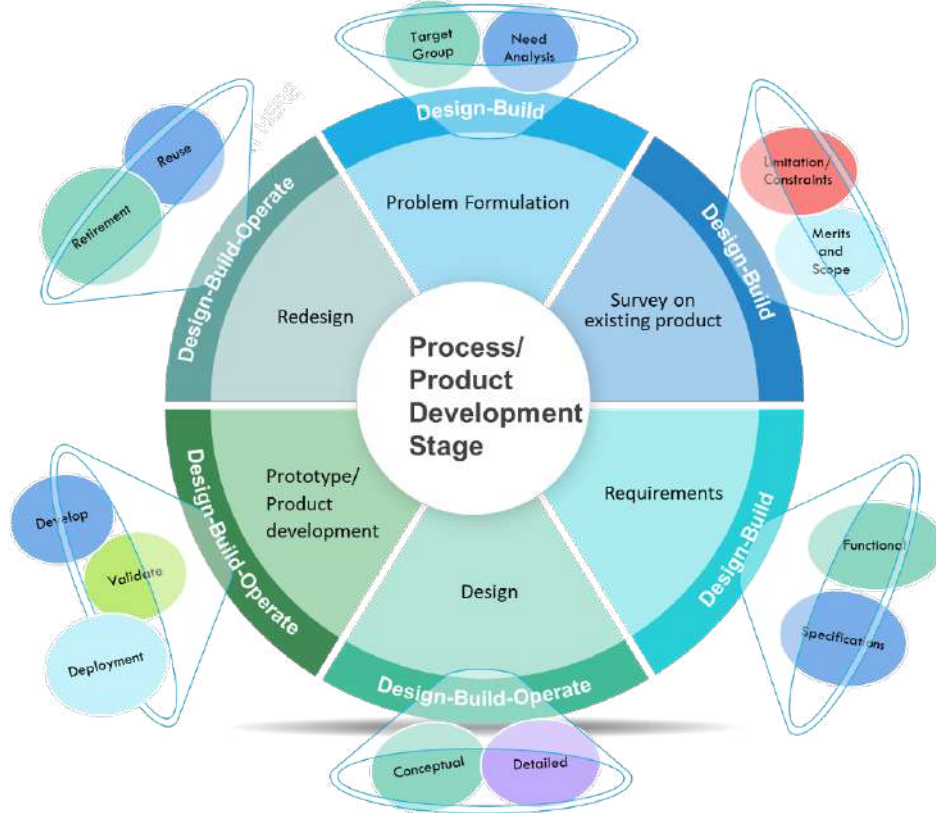 Target
Group
Need
Analysis
Design-Build
Problem Formulation
Limitation/
Constraints
Merits
and
Scope
Design-Build
Survey on
existing product
Functional
Specifications
Design-Build
Requirements
Conceptual
Detailed
Design-Build-Operate
Design
Develop
Validate
Deployment
Design-Build-Operate
Prototype/
Product
development
Reuse
Retirement
Design-Build-Operate
Redesign
Process/
Product
Development
Stage
HERE